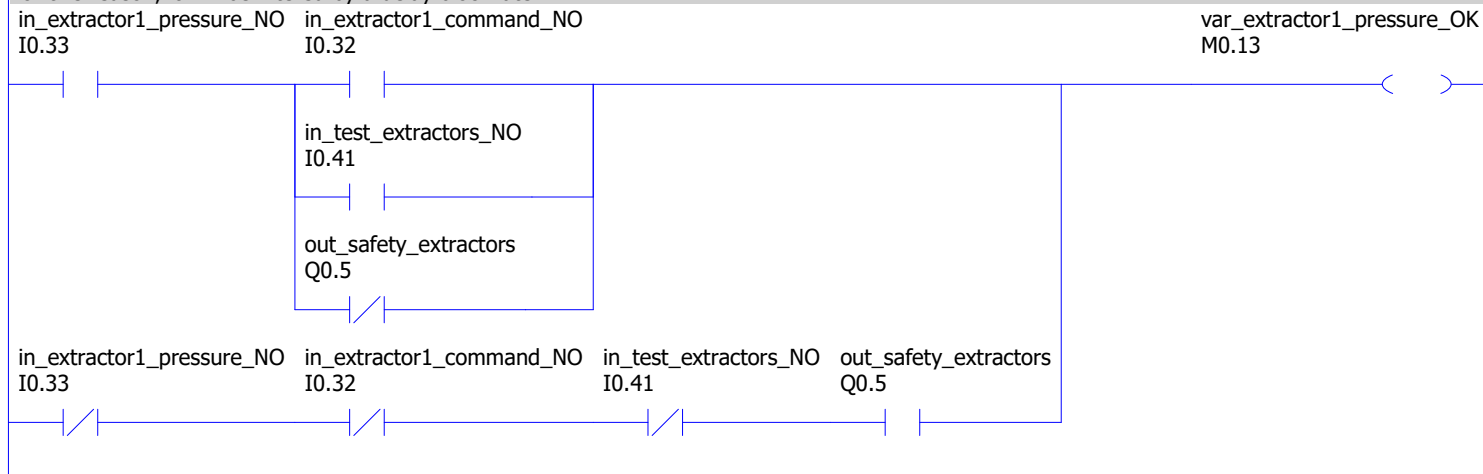 in_extractor1_pressure_NO in_extractor1_command_NO var_extractor1_pressure_OK
I0.33 I0.32 M0.13
in_test_extractors_NO
I0.41
out_safety_extractors
Q0.5
in_extractor1_pressure_NO in_extractor1_command_NO in_test_extractors_NO out_safety_extractors
I0.33 I0.32 I0.41 Q0.5